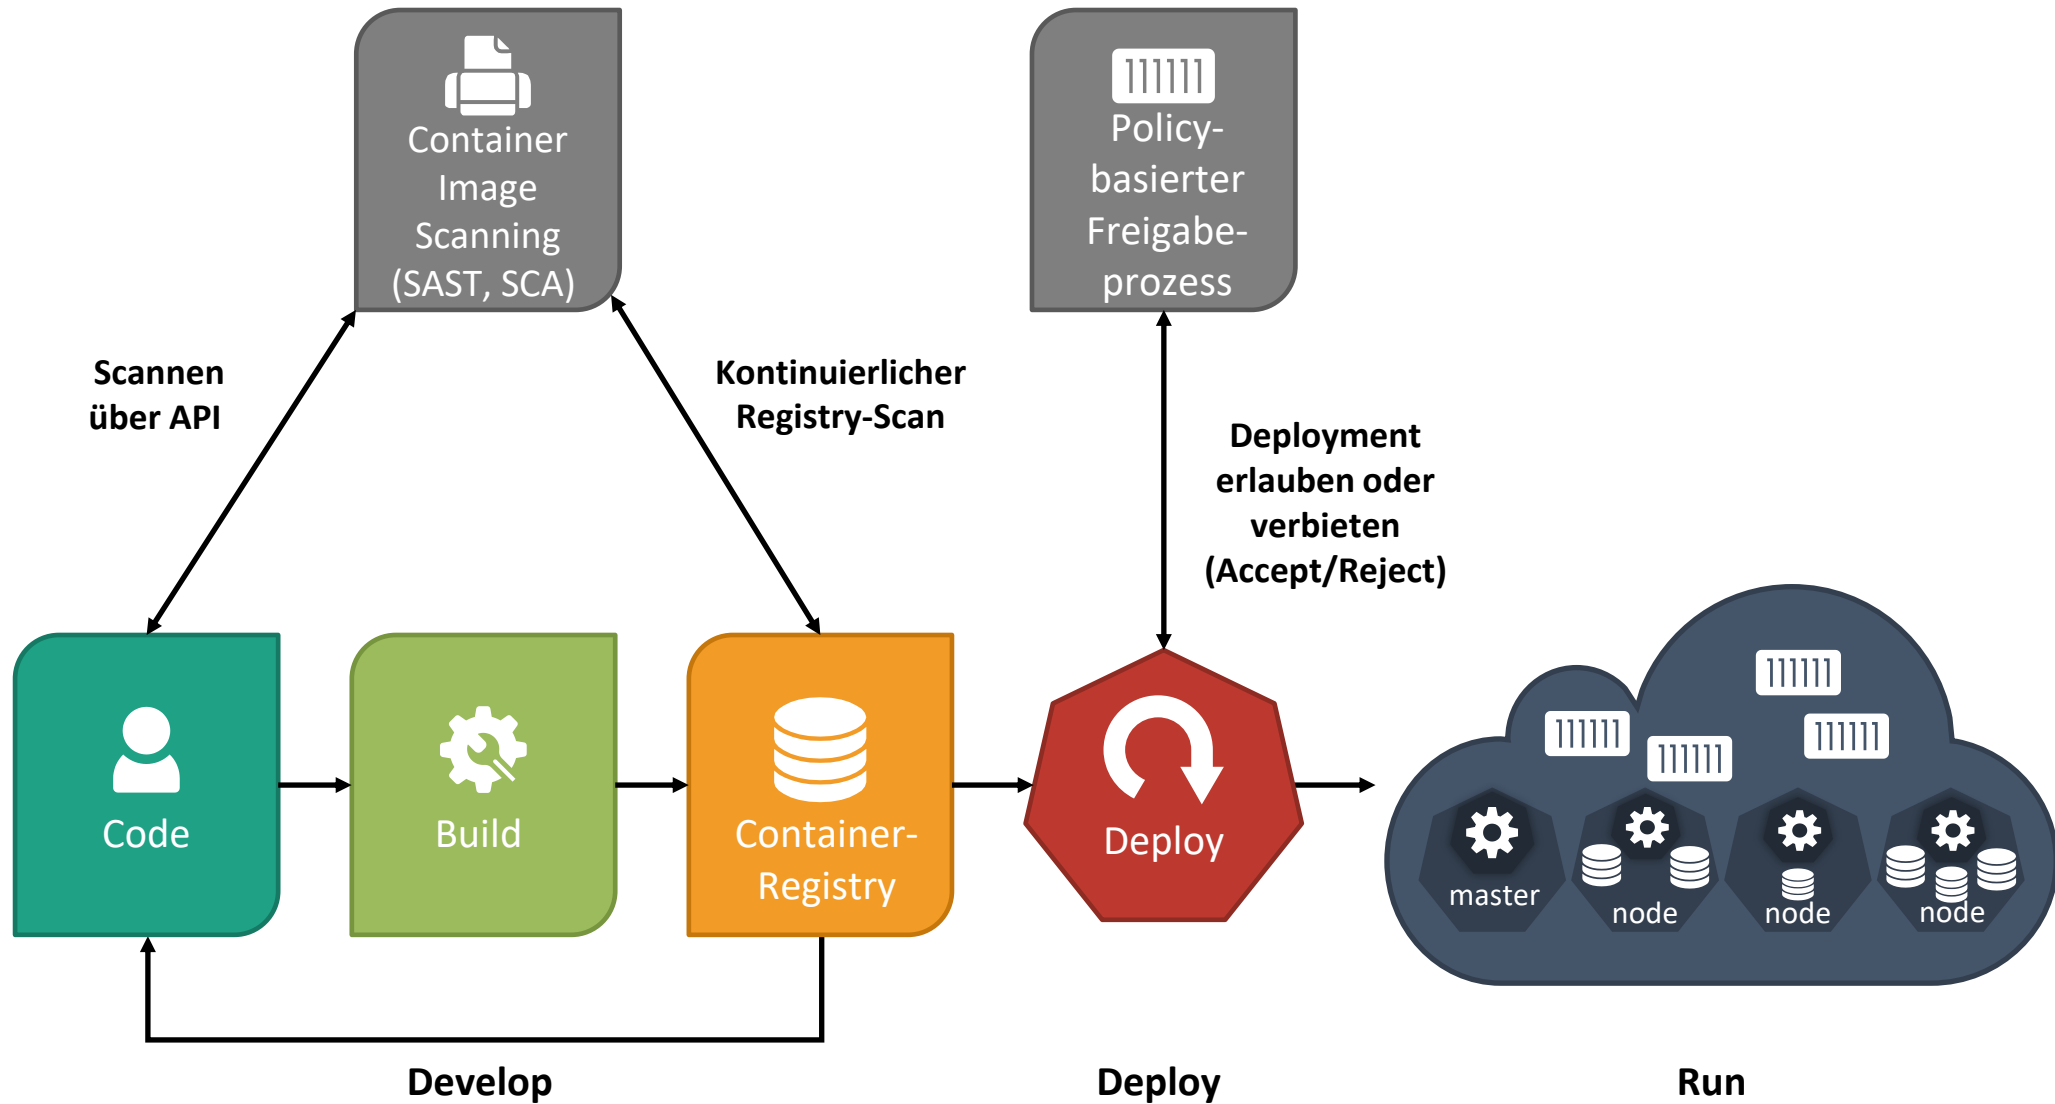 Container
Image
Scanning
(SAST, SCA)
Policy-
basierter
Freigabe-
prozess
Scannen
über API
Kontinuierlicher
Registry-Scan
Deployment
erlauben oder
verbieten
(Accept/Reject)
Code
Build
Container-
Registry
Deploy
master
node
node
node
Develop
Deploy
Run